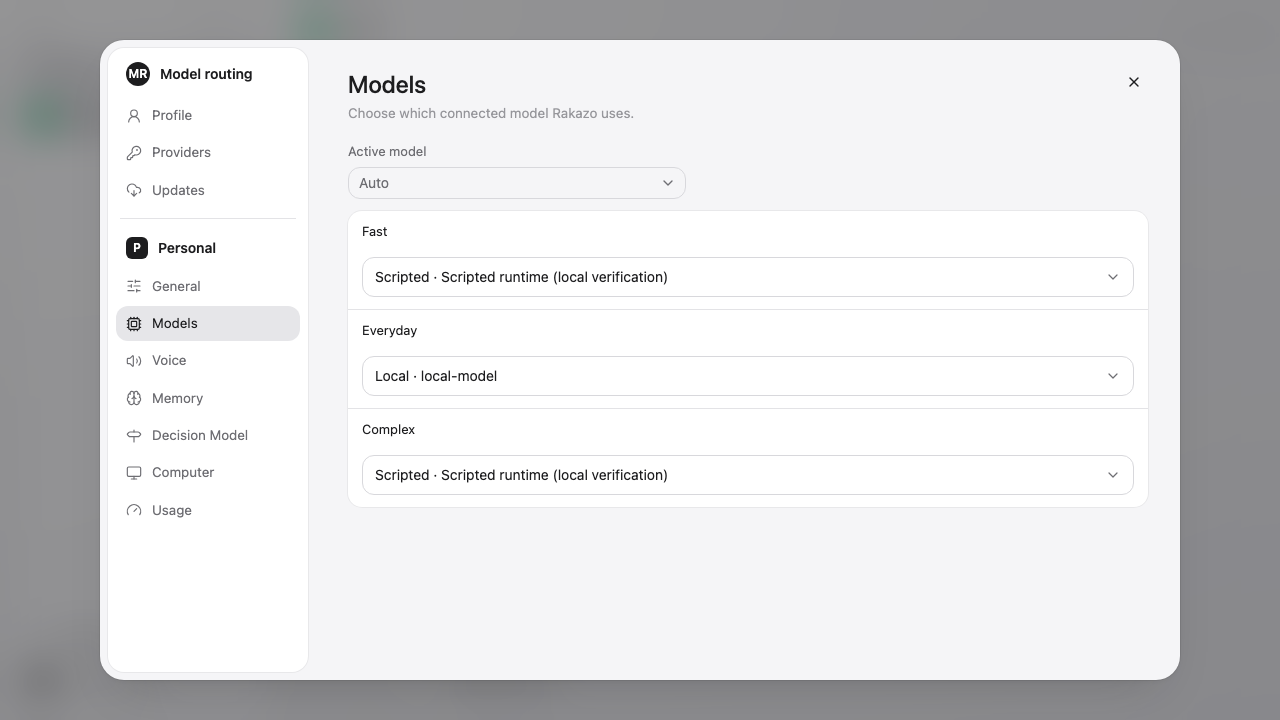 MR Model routing
Profile
Providers
Updates
P Personal
General
Models
Voice
Memory
Decision Model
Computer
Usage
Models
Choose which connected model Rakazo uses.
Active model
Auto
Fast
Scripted · Scripted runtime (local verification)
Everyday
Local · local-model
Complex
Scripted · Scripted runtime (local verification)